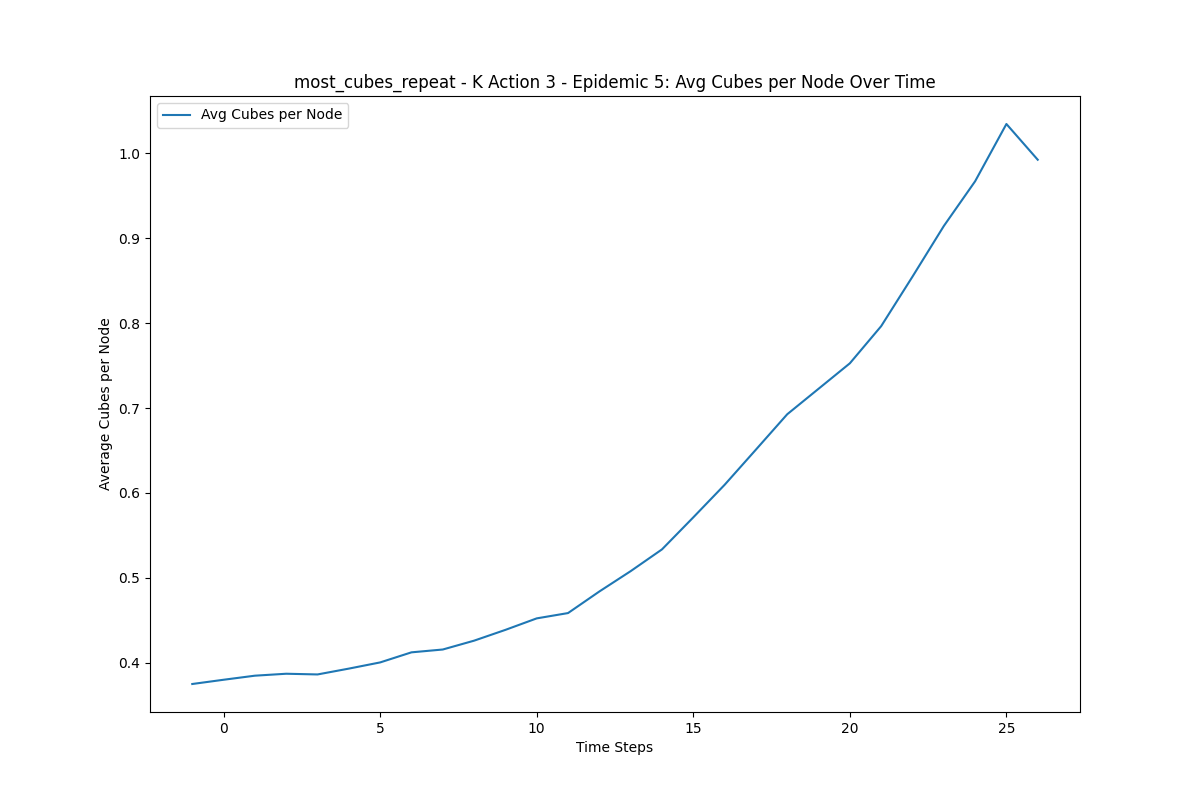 most_cubes_repeat - K Action 3 - Epidemic 5: Avg Cubes per Node Over Time
Avg Cubes per Node
1.0
0.9
0.8
0.7
0.6
0.5
0.4
Average Cubes per Node
0 5 10 15 20 25
Time Steps